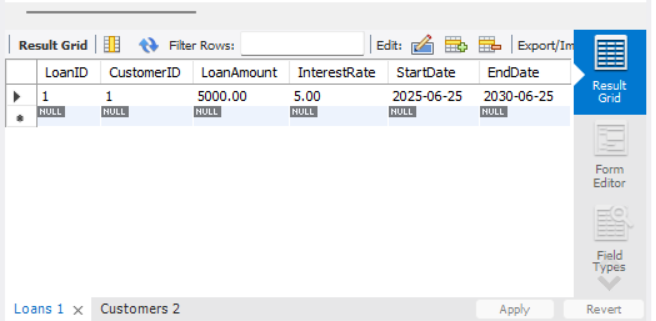 Result Grid Filter Rows: Edit: Export/Im
LoanID CustomerID LoanAmount InterestRate StartDate EndDate
1 1 5000.00 5.00 2025-06-25 2030-06-25
NULL NULL NULL NULL NULL NULL
Result
Grid
Form
Editor
Field
Types
Loans 1 Customers 2 Apply Revert